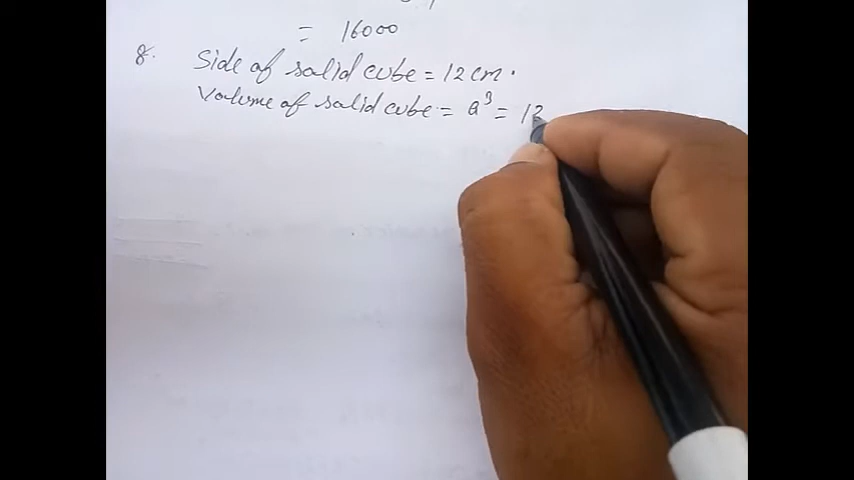 = 16000
8. Side of solid cube = 12 cm.
Volume of solid cube = a³ = 12